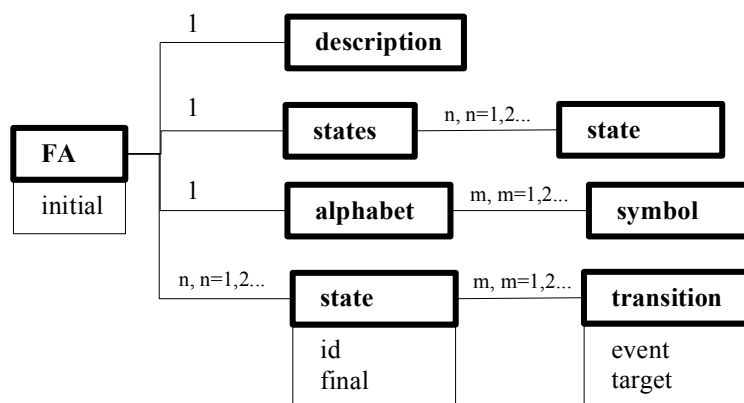 1
description
1
states
n, n=1,2...
state
FA
initial
1
alphabet
m, m=1,2...
symbol
n, n=1,2...
state
m, m=1,2...
transition
id
final
event
target